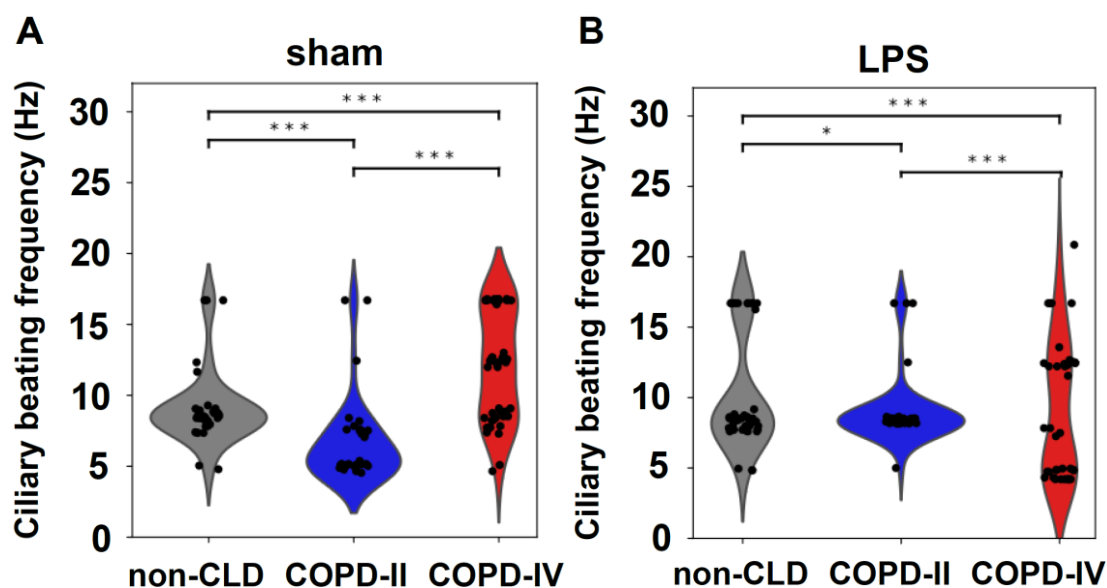 A
sham
Ciliary beating frequency (Hz)
30
25
20
15
10
5
0
***
***
***
non-CLD COPD-II COPD-IV
B
LPS
Ciliary beating frequency (Hz)
30
25
20
15
10
5
0
***
*
***
non-CLD COPD-II COPD-IV